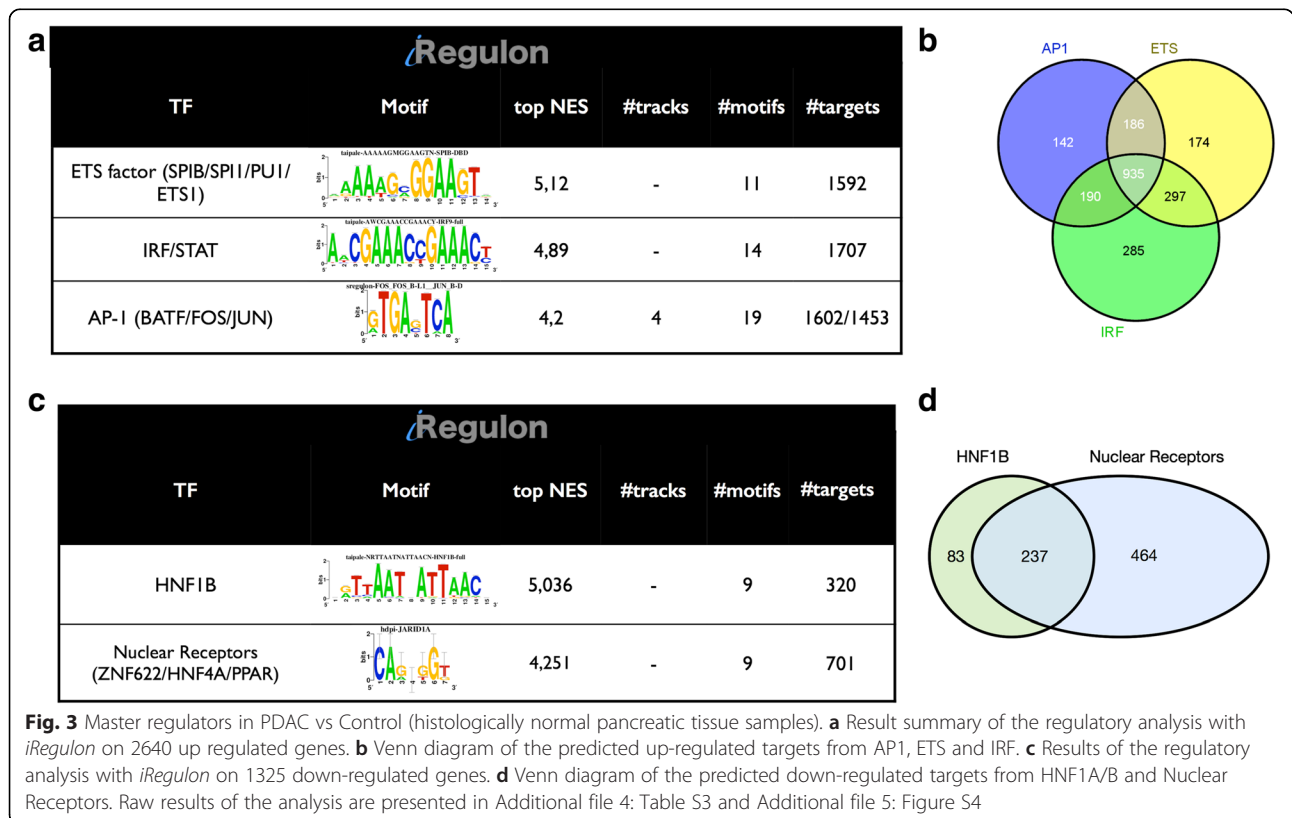 a
iRegulon
TF Motif top NES #tracks #motifs #targets
ETS factor (SPIB/SPI1/PU1/
ETS1)
taipale-AAAAAGMGGAAGTN-SPIB-DBD
5,12 - 11 1592
IRF/STAT
taipale-AWCGAAACCGAAACY-IRF9-full
4,89 - 14 1707
AP-1 (BATF/FOS/JUN)
4,2 4 19 1602/1453
b
AP1 ETS
142 186 174
935
190 297
285
IRF
c
iRegulon
TF Motif top NES #tracks #motifs #targets
HNF1B
taipale-NRTTAATNATTAACN-HNF1B-full
5,036 - 9 320
Nuclear Receptors
(ZNF622/HNF4A/PPAR)
hdpi-JARID1A
4,251 - 9 701
d
HNF1B Nuclear Receptors
83 237 464
Fig. 3 Master regulators in PDAC vs Control (histologically normal pancreatic tissue samples). a Result summary of the regulatory analysis with
iRegulon on 2640 up regulated genes. b Venn diagram of the predicted up-regulated targets from AP1, ETS and IRF. c Results of the regulatory
analysis with iRegulon on 1325 down-regulated genes. d Venn diagram of the predicted down-regulated targets from HNF1A/B and Nuclear
Receptors. Raw results of the analysis are presented in Additional file 4: Table S3 and Additional file 5: Figure S4